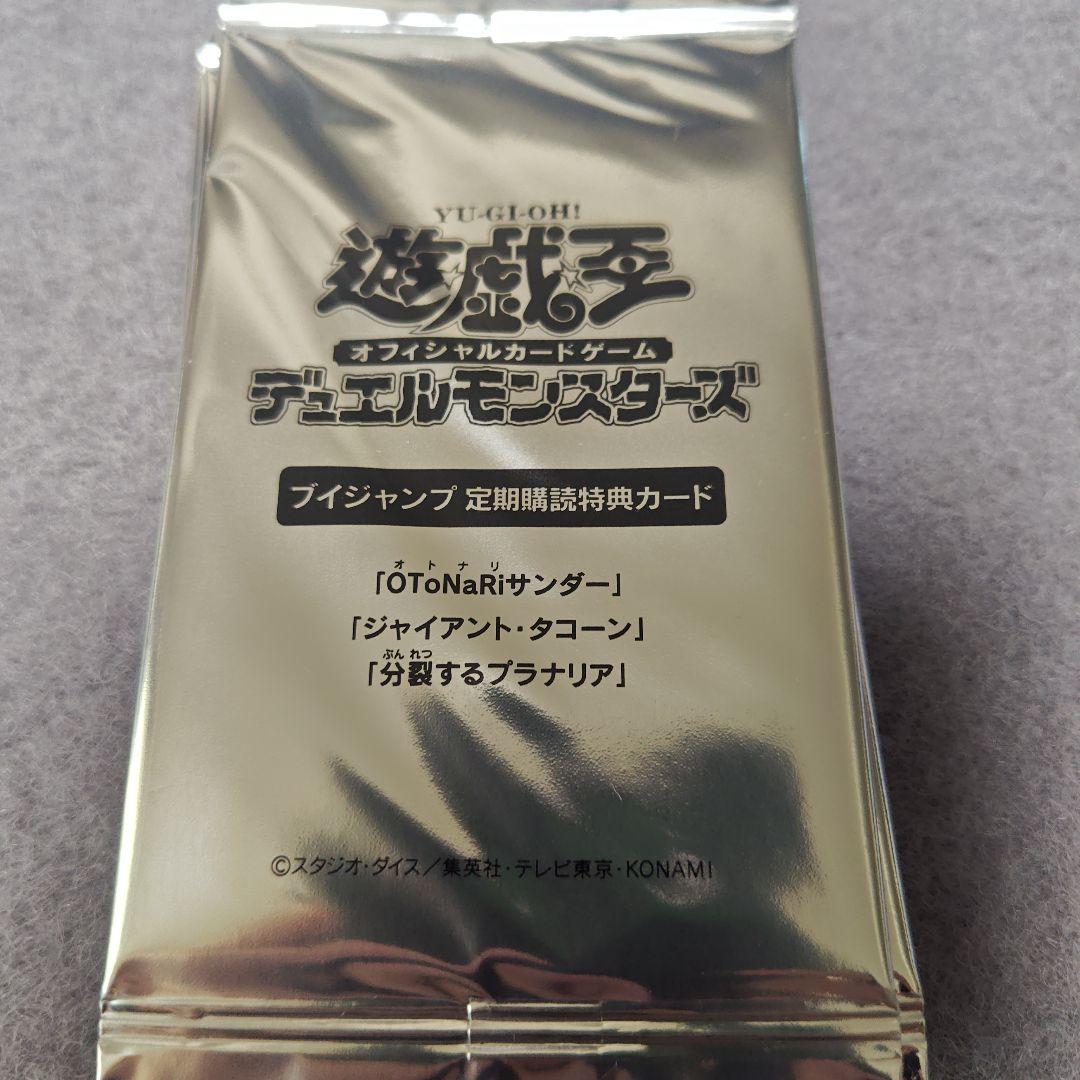 YU-GI-OH!
遊戯王
オフィシャルカードゲーム
デュエルモンスターズ
ブイジャンプ 定期購読特典カード
オトナリ
「OToNaRiサンダー」
「ジャイアント・タコーン」
ぶんれつ
「分裂するプラナリア」
©スタジオ・ダイス/集英社・テレビ東京・KONAMI